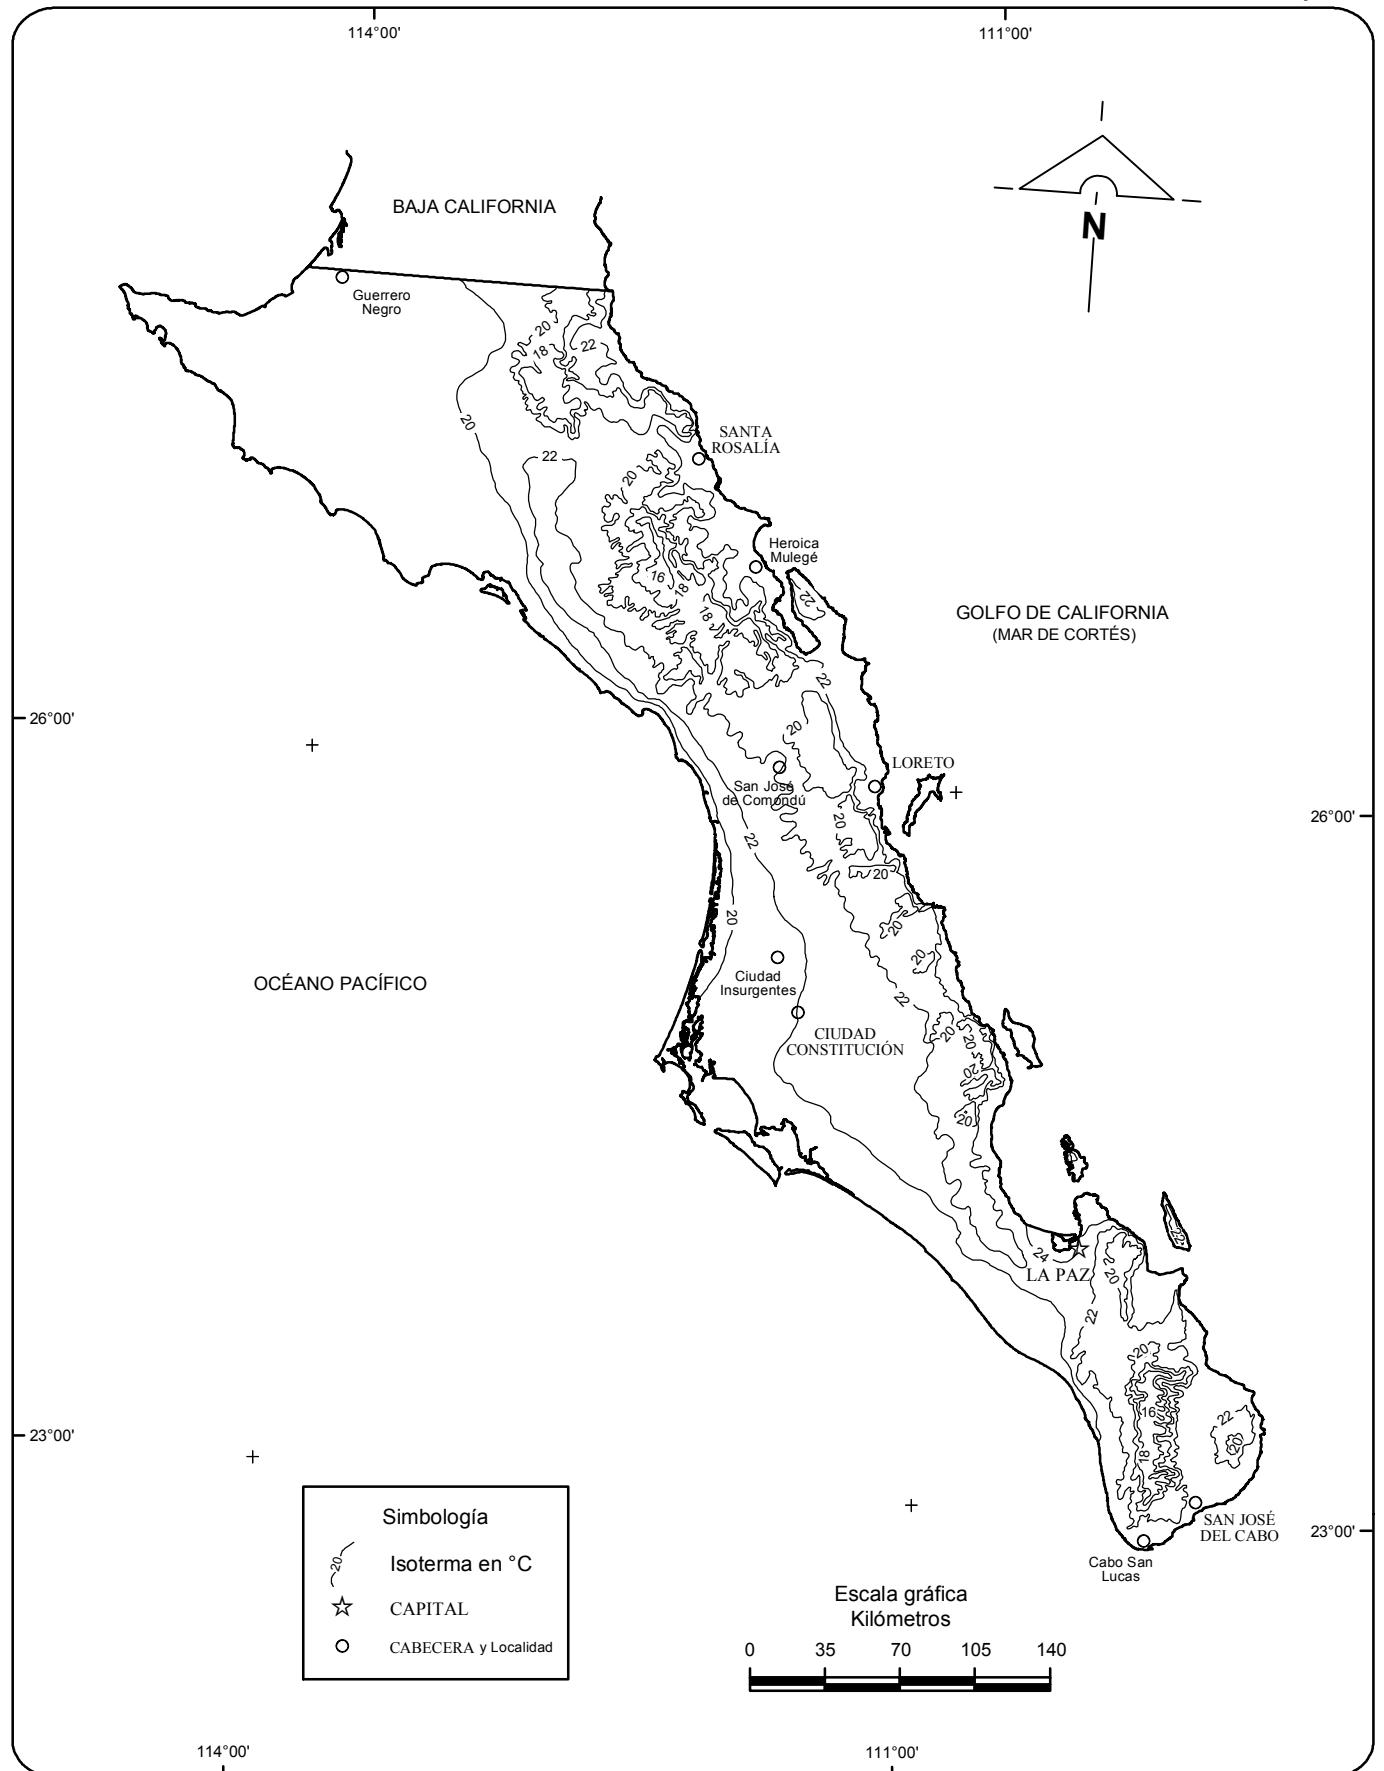 114°00'
111°00'
BAJA CALIFORNIA
N
Guerrero
Negro
20
18
22
20
SANTA
ROSALÍA
22
20
Heroica
Mulegé
16
18
18
22
GOLFO DE CALIFORNIA
(MAR DE CORTÉS)
22
26°00'
20
LORETO
San José
de Comondú
26°00'
20
22
20
20
20
20
OCÉANO PACÍFICO
Ciudad
Insurgentes
22
CIUDAD
CONSTITUCIÓN
20
20
20
20
24
22
LA PAZ
20
22
20
16
22
20
18
23°00'
SAN JOSÉ
DEL CABO
23°00'
Cabo San
Lucas
Simbología
20
Isoterma en °C
CAPITAL
CABECERA y Localidad
Escala gráfica
Kilómetros
0 35 70 105 140
114°00'
111°00'